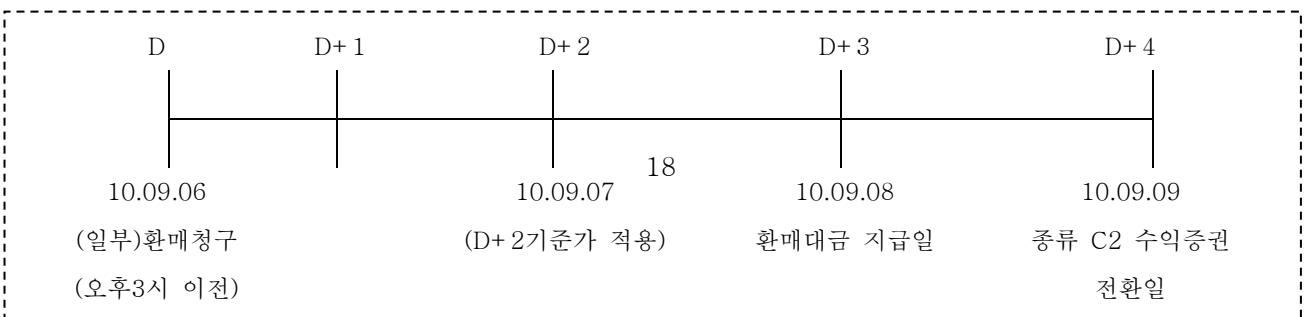 D D+1 D+2 D+3 D+4
18
10.09.06 10.09.07 10.09.08 10.09.09
(일부)환매청구 (D+2기준가 적용) 환매대금 지급일 종류 C2 수익증권
(오후3시 이전) 전환일